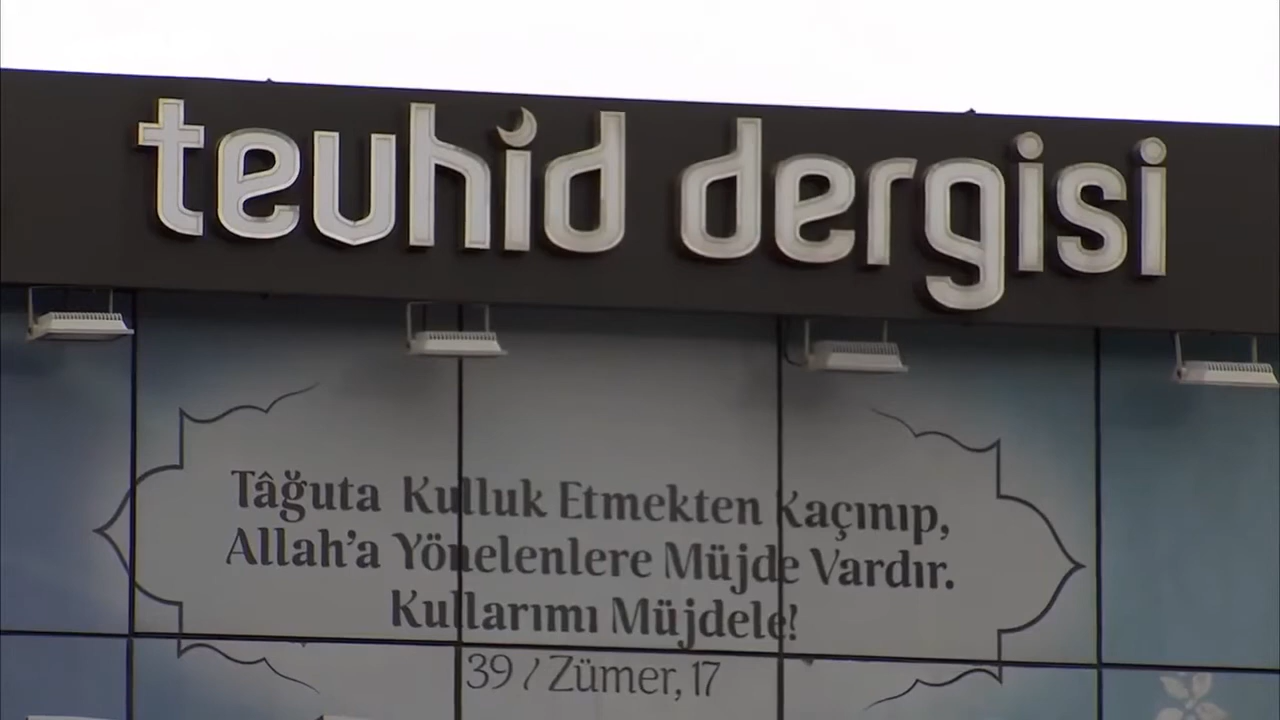 tevhid dergisi
Tâğuta Kulluk Etmekten Kaçınıp,
Allah'a Yönelenlere Müjde Vardır.
Kullarımı Müjdele!
39 / Zümer, 17